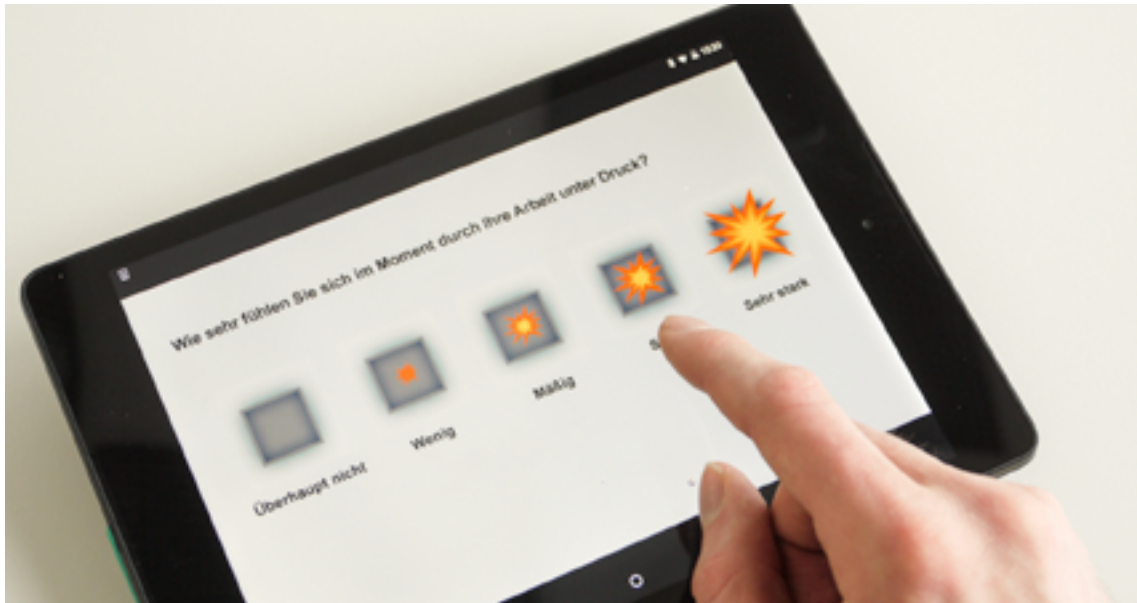 Wie sehr fühlen Sie sich im Moment durch Ihre Arbeit unter Druck?
Überhaupt nicht
Wenig
Mäßig
Sehr stark